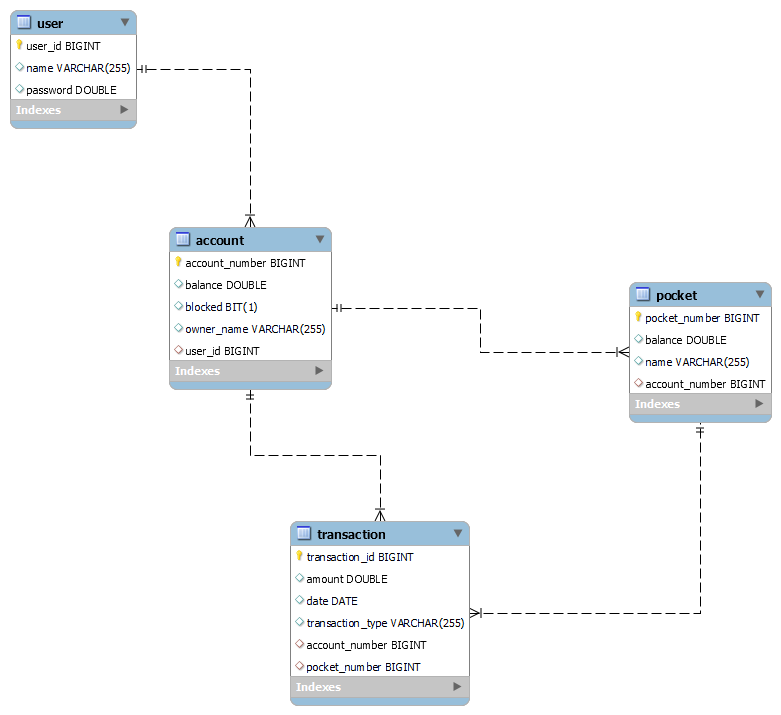 user
user_id BIGINT
name VARCHAR(255)
password DOUBLE
Indexes
account
account_number BIGINT
balance DOUBLE
blocked BIT(1)
owner_name VARCHAR(255)
user_id BIGINT
Indexes
pocket
pocket_number BIGINT
balance DOUBLE
name VARCHAR(255)
account_number BIGINT
Indexes
transaction
transaction_id BIGINT
amount DOUBLE
date DATE
transaction_type VARCHAR(255)
account_number BIGINT
pocket_number BIGINT
Indexes